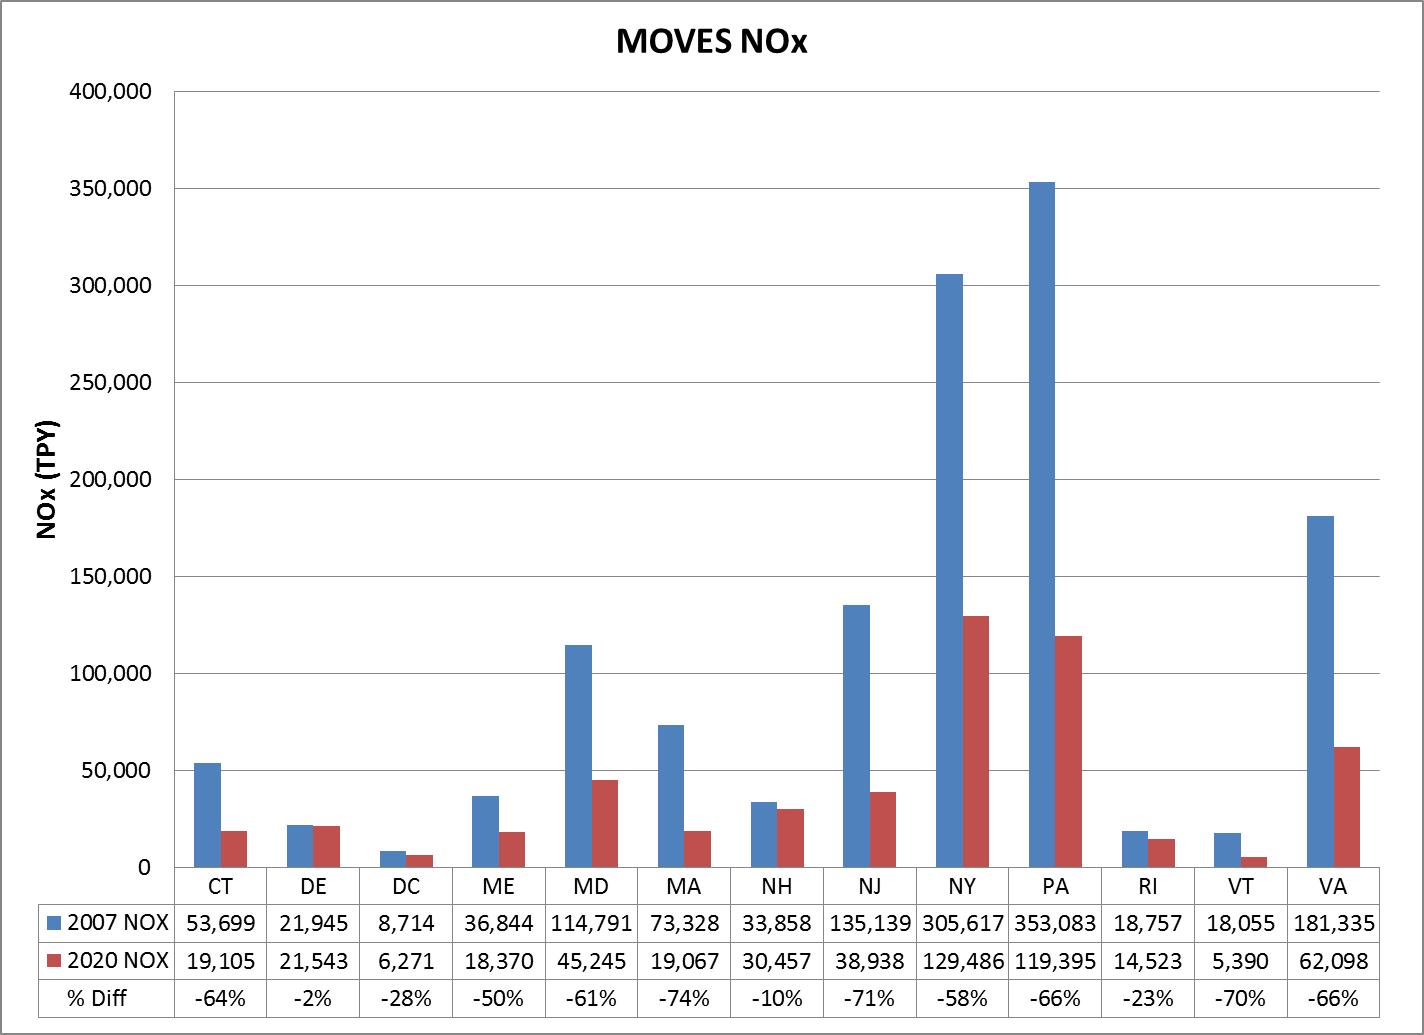 MOVES NOx
400,000
350,000
300,000
250,000
200,000
150,000
100,000
50,000
0
NOx (TPY)
CT DE DC ME MD MA NH NJ NY PA RI VT VA
2007 NOX 53,699 21,945 8,714 36,844 114,791 73,328 33,858 135,139 305,617 353,083 18,757 18,055 181,335
2020 NOX 19,105 21,543 6,271 18,370 45,245 19,067 30,457 38,938 129,486 119,395 14,523 5,390 62,098
% Diff -64% -2% -28% -50% -61% -74% -10% -71% -58% -66% -23% -70% -66%